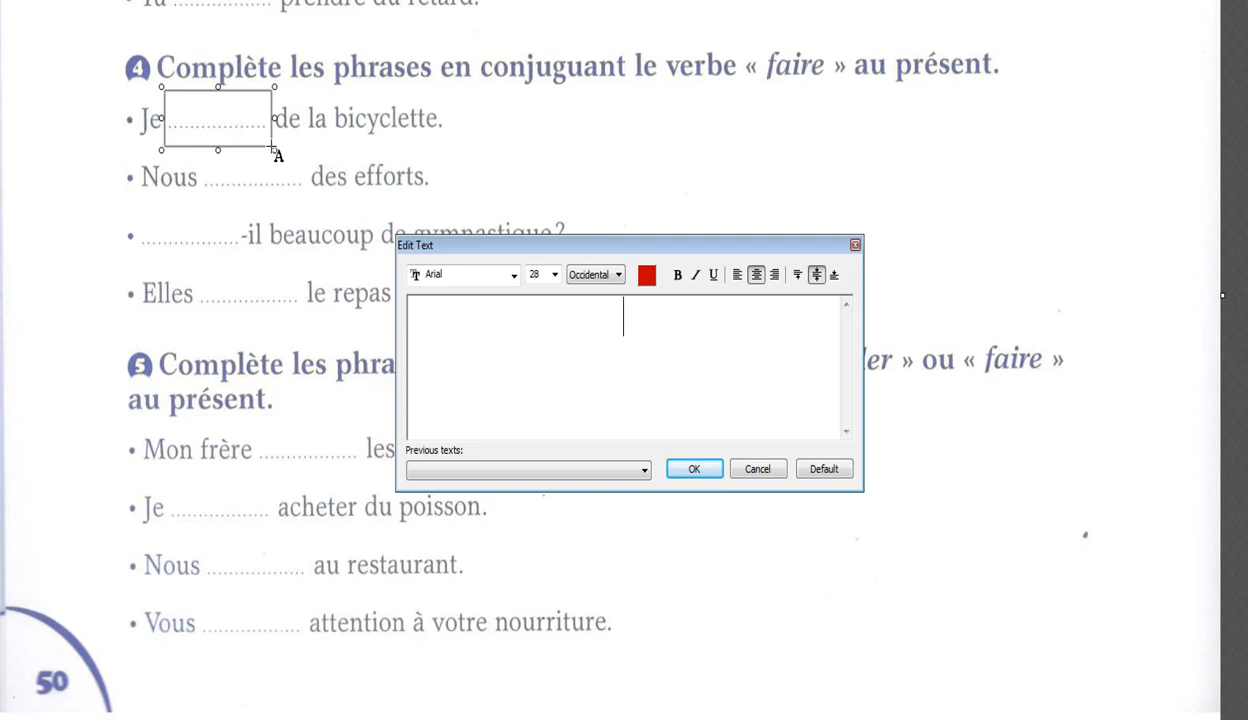 • Tu ................ prendre du retard.
4 Complète les phrases en conjuguant le verbe « faire » au présent.
• Je ................ de la bicyclette.
A
• Nous ................ des efforts.
• ................-il beaucoup de gymnastique ?
• Elles ................ le repas
Edit Text
Arial 28 Occidental B I U
Previous texts:
OK Cancel Default
5 Complète les phra er » ou « faire »
au présent.
• Mon frère ................ les
• Je ................ acheter du poisson.
• Nous ................ au restaurant.
• Vous ................ attention à votre nourriture.
50